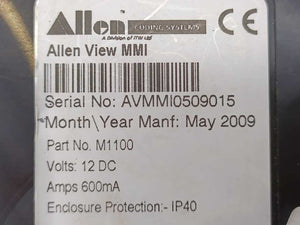 Allen
CODING SYSTEMS
A Division of ITW Ltd
CE
Allen View MMI
Serial No: AVMMI0509015
Month\Year Manf: May 2009
Part No. M1100
Volts: 12 DC
Amps 600mA
Enclosure Protection:- IP40